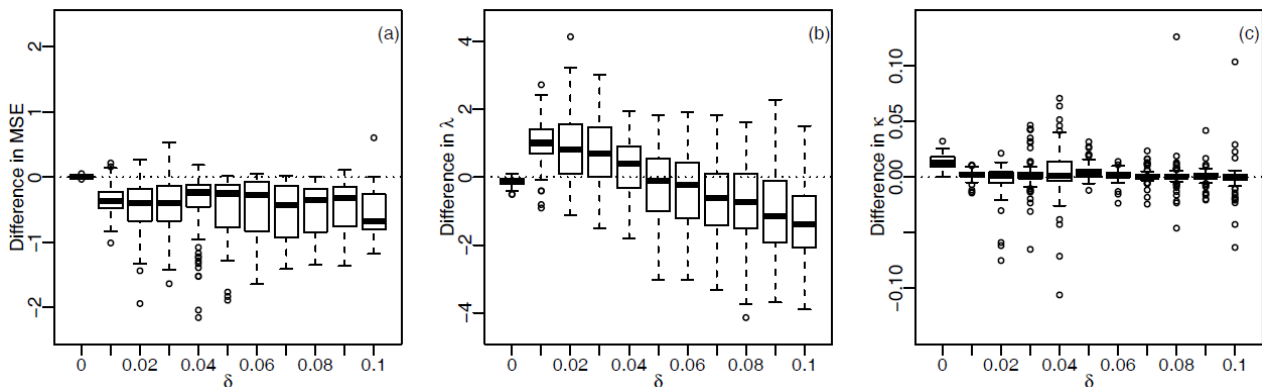 (a)
Difference in MSE
2
1
0
−1
−2
0 0.02 0.04 0.06 0.08 0.1
δ
(b)
Difference in λ
4
2
0
−2
−4
0 0.02 0.04 0.06 0.08 0.1
δ
(c)
Difference in κ
0.10
0.05
0.00
−0.10
0 0.02 0.04 0.06 0.08 0.1
δ